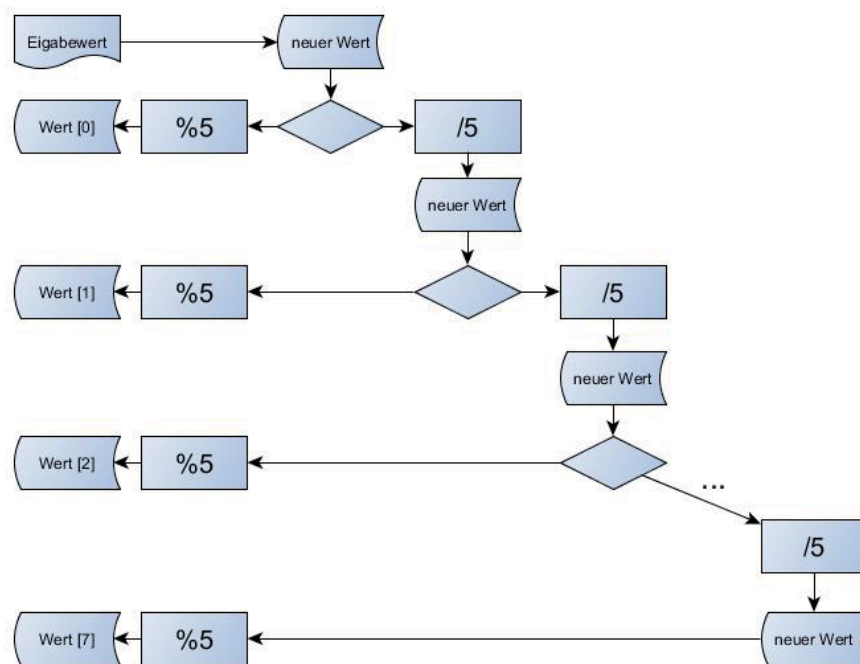 Eigabewert
neuer Wert
Wert [0]
%5
/5
neuer Wert
Wert [1]
%5
/5
neuer Wert
Wert [2]
%5
...
/5
Wert [7]
%5
neuer Wert